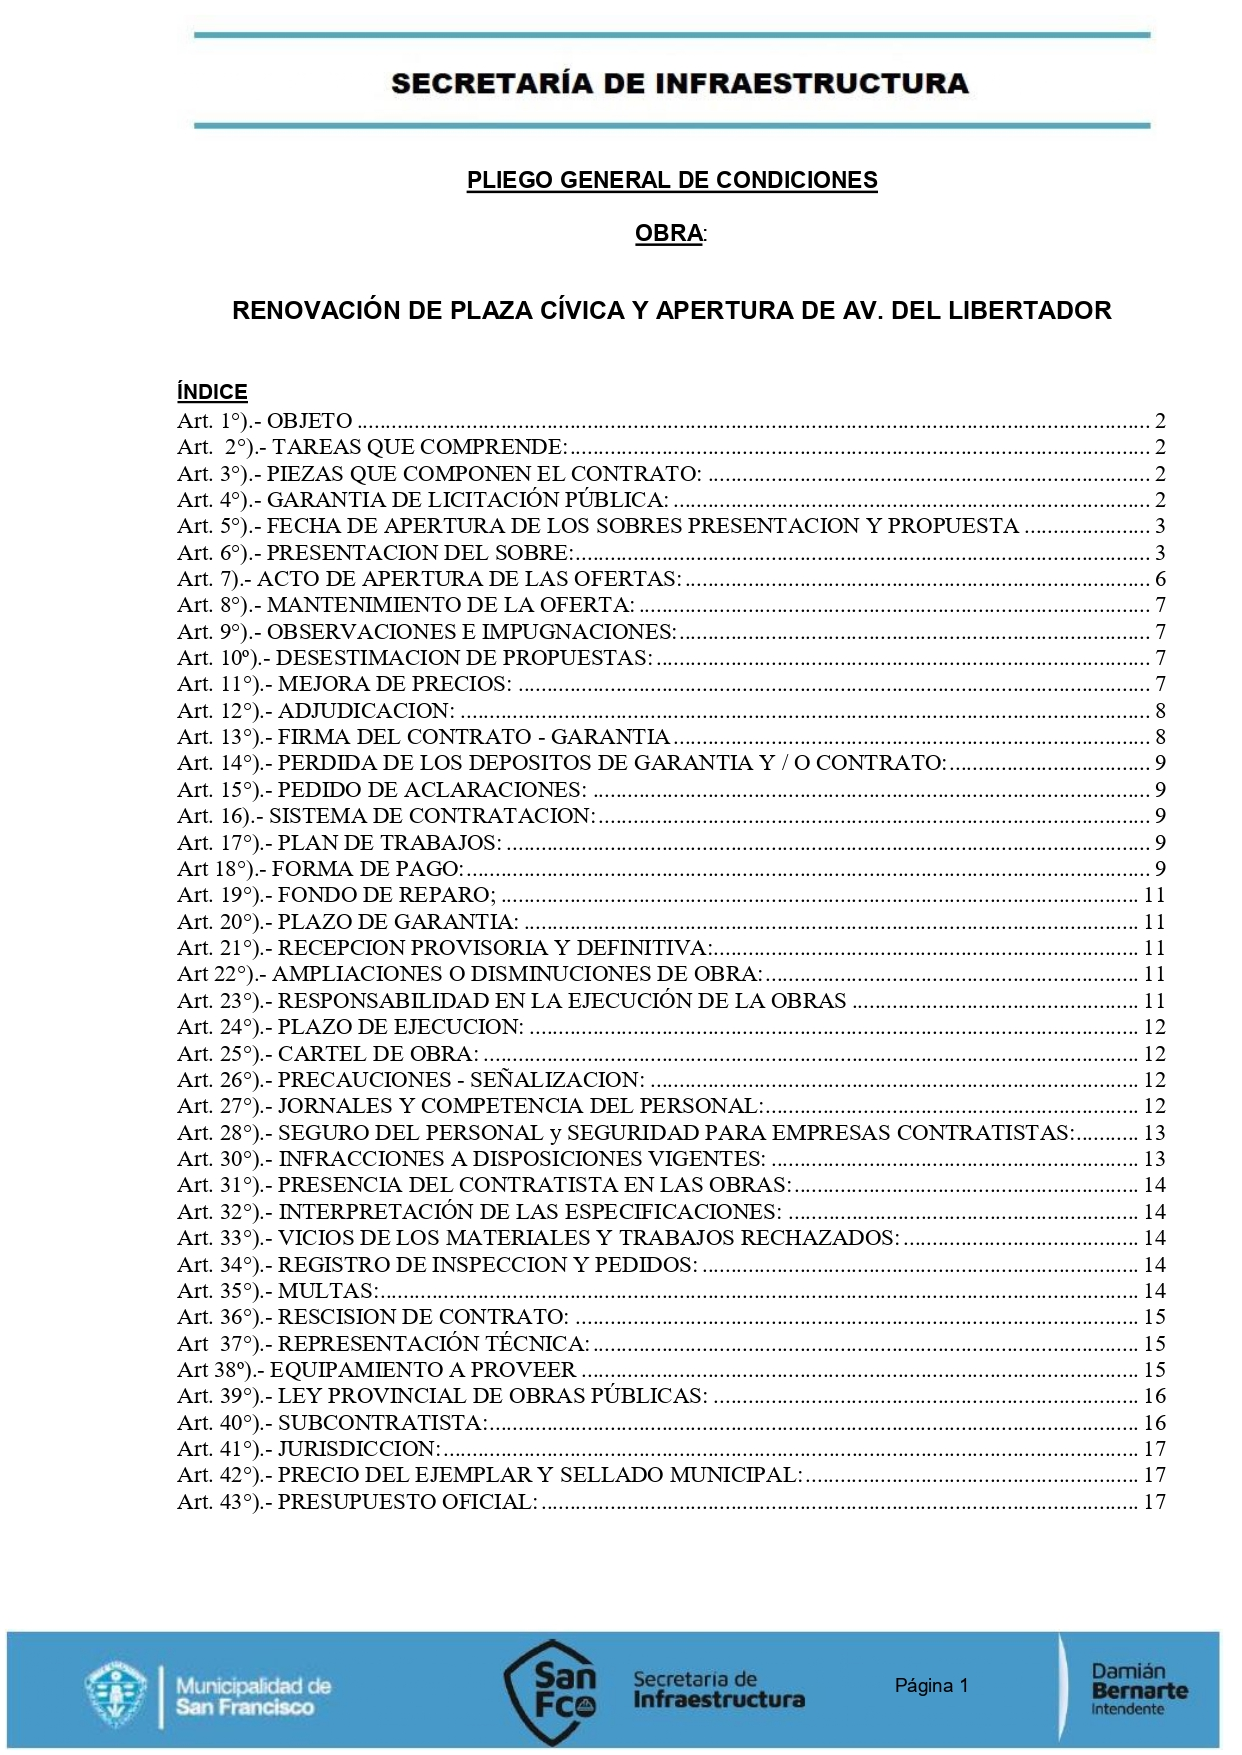 SECRETARÍA DE INFRAESTRUCTURA
PLIEGO GENERAL DE CONDICIONES
OBRA:
RENOVACIÓN DE PLAZA CÍVICA Y APERTURA DE AV. DEL LIBERTADOR
ÍNDICE
Art. 1°).- OBJETO ........ 2
Art.  2°).- TAREAS QUE COMPRENDE:........ 2
Art. 3°).- PIEZAS QUE COMPONEN EL CONTRATO: ........ 2
Art. 4°).- GARANTIA DE LICITACIÓN PÚBLICA: ........ 2
Art. 5°).- FECHA DE APERTURA DE LOS SOBRES PRESENTACION Y PROPUESTA ........ 3
Art. 6°).- PRESENTACION DEL SOBRE:........ 3
Art. 7).- ACTO DE APERTURA DE LAS OFERTAS:........ 6
Art. 8°).- MANTENIMIENTO DE LA OFERTA: ........ 7
Art. 9°).- OBSERVACIONES E IMPUGNACIONES:........ 7
Art. 10º).- DESESTIMACION DE PROPUESTAS:........ 7
Art. 11°).- MEJORA DE PRECIOS: ........ 7
Art. 12°).- ADJUDICACION: ........ 8
Art. 13°).- FIRMA DEL CONTRATO - GARANTIA........ 8
Art. 14°).- PERDIDA DE LOS DEPOSITOS DE GARANTIA Y / O CONTRATO:........ 9
Art. 15°).- PEDIDO DE ACLARACIONES: ........ 9
Art. 16).- SISTEMA DE CONTRATACION:........ 9
Art. 17°).- PLAN DE TRABAJOS: ........ 9
Art 18°).- FORMA DE PAGO:........ 9
Art. 19°).- FONDO DE REPARO; ........ 11
Art. 20°).- PLAZO DE GARANTIA: ........ 11
Art. 21°).- RECEPCION PROVISORIA Y DEFINITIVA:........ 11
Art 22°).- AMPLIACIONES O DISMINUCIONES DE OBRA:........ 11
Art. 23°).- RESPONSABILIDAD EN LA EJECUCIÓN DE LA OBRAS ........ 11
Art. 24°).- PLAZO DE EJECUCION: ........ 12
Art. 25°).- CARTEL DE OBRA: ........ 12
Art. 26°).- PRECAUCIONES - SEÑALIZACION: ........ 12
Art. 27°).- JORNALES Y COMPETENCIA DEL PERSONAL:........ 12
Art. 28°).- SEGURO DEL PERSONAL y SEGURIDAD PARA EMPRESAS CONTRATISTAS:........ 13
Art. 30°).- INFRACCIONES A DISPOSICIONES VIGENTES: ........ 13
Art. 31°).- PRESENCIA DEL CONTRATISTA EN LAS OBRAS:........ 14
Art. 32°).- INTERPRETACIÓN DE LAS ESPECIFICACIONES: ........ 14
Art. 33°).- VICIOS DE LOS MATERIALES Y TRABAJOS RECHAZADOS:........ 14
Art. 34°).- REGISTRO DE INSPECCION Y PEDIDOS: ........ 14
Art. 35°).- MULTAS:........ 14
Art. 36°).- RESCISION DE CONTRATO: ........ 15
Art  37°).- REPRESENTACIÓN TÉCNICA:........ 15
Art 38º).- EQUIPAMIENTO A PROVEER ........ 15
Art. 39°).- LEY PROVINCIAL DE OBRAS PÚBLICAS: ........ 16
Art. 40°).- SUBCONTRATISTA:........ 16
Art. 41°).- JURISDICCION:........ 17
Art. 42°).- PRECIO DEL EJEMPLAR Y SELLADO MUNICIPAL:........ 17
Art. 43°).- PRESUPUESTO OFICIAL:........ 17
Municipalidad de
San Francisco
San
Fco
Secretaria de
Infraestructura
Página 1
Damián
Bernarte
Intendente